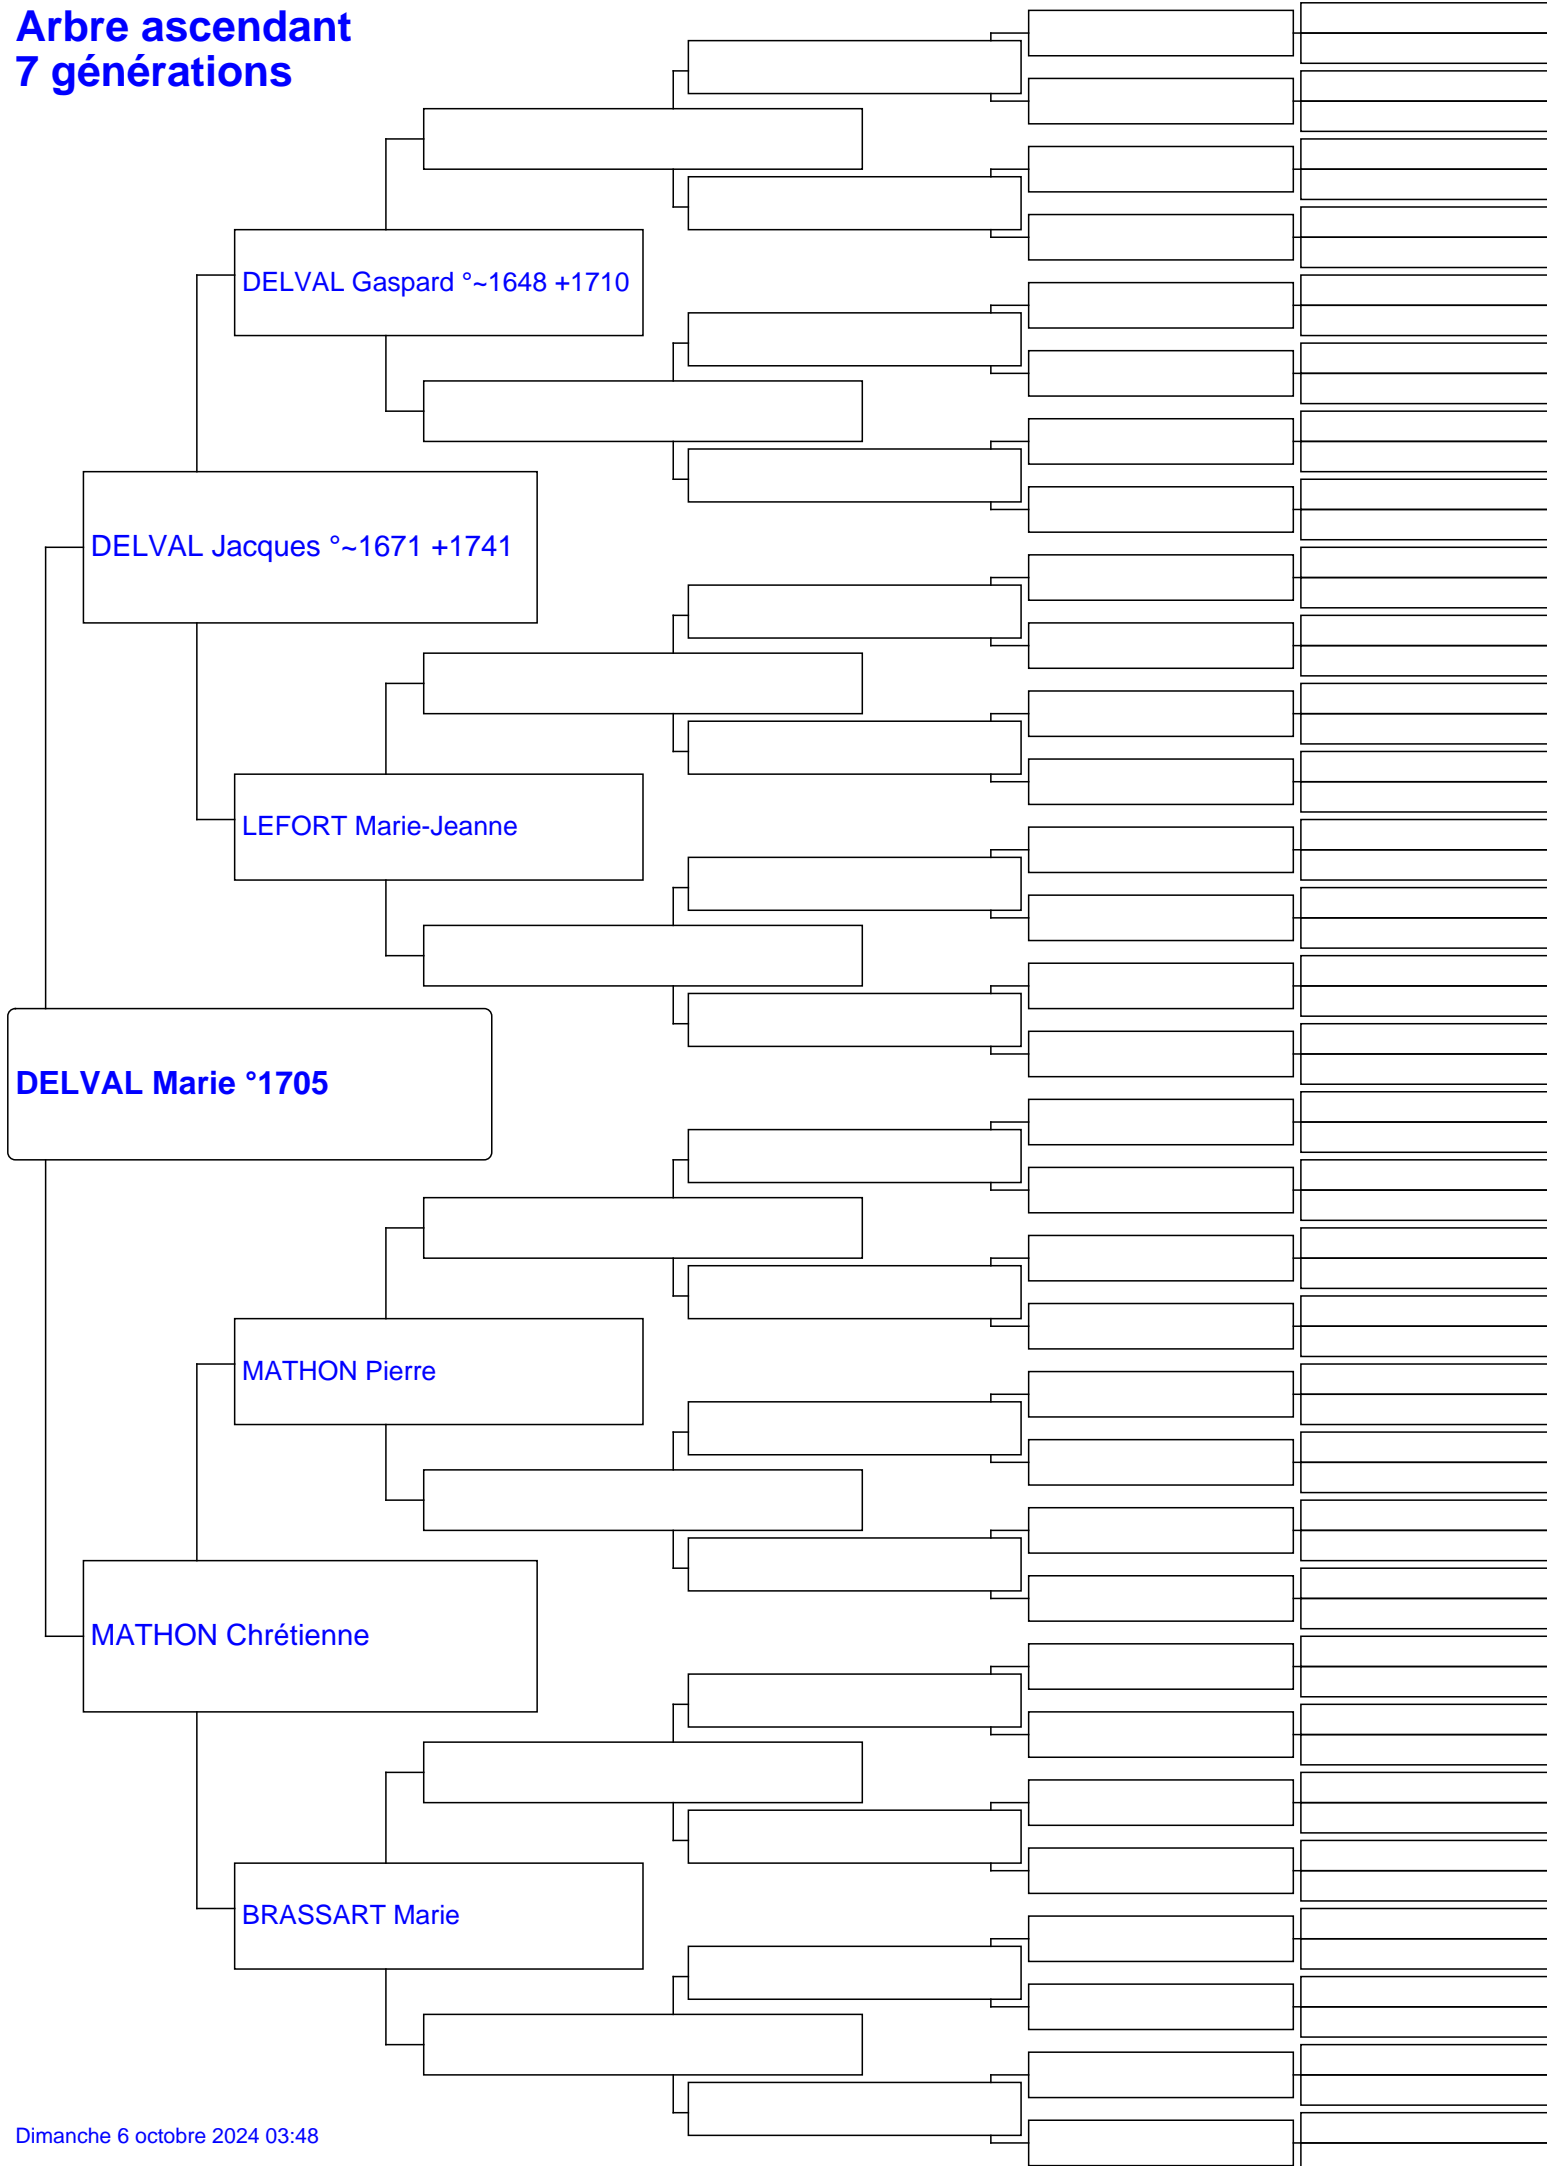 Arbre ascendant
7 générations
DELVAL Gaspard °~1648 +1710
DELVAL Jacques °~1671 +1741
LEFORT Marie-Jeanne
DELVAL Marie °1705
MATHON Pierre
MATHON Chrétienne
BRASSART Marie
Dimanche 6 octobre 2024 03:48